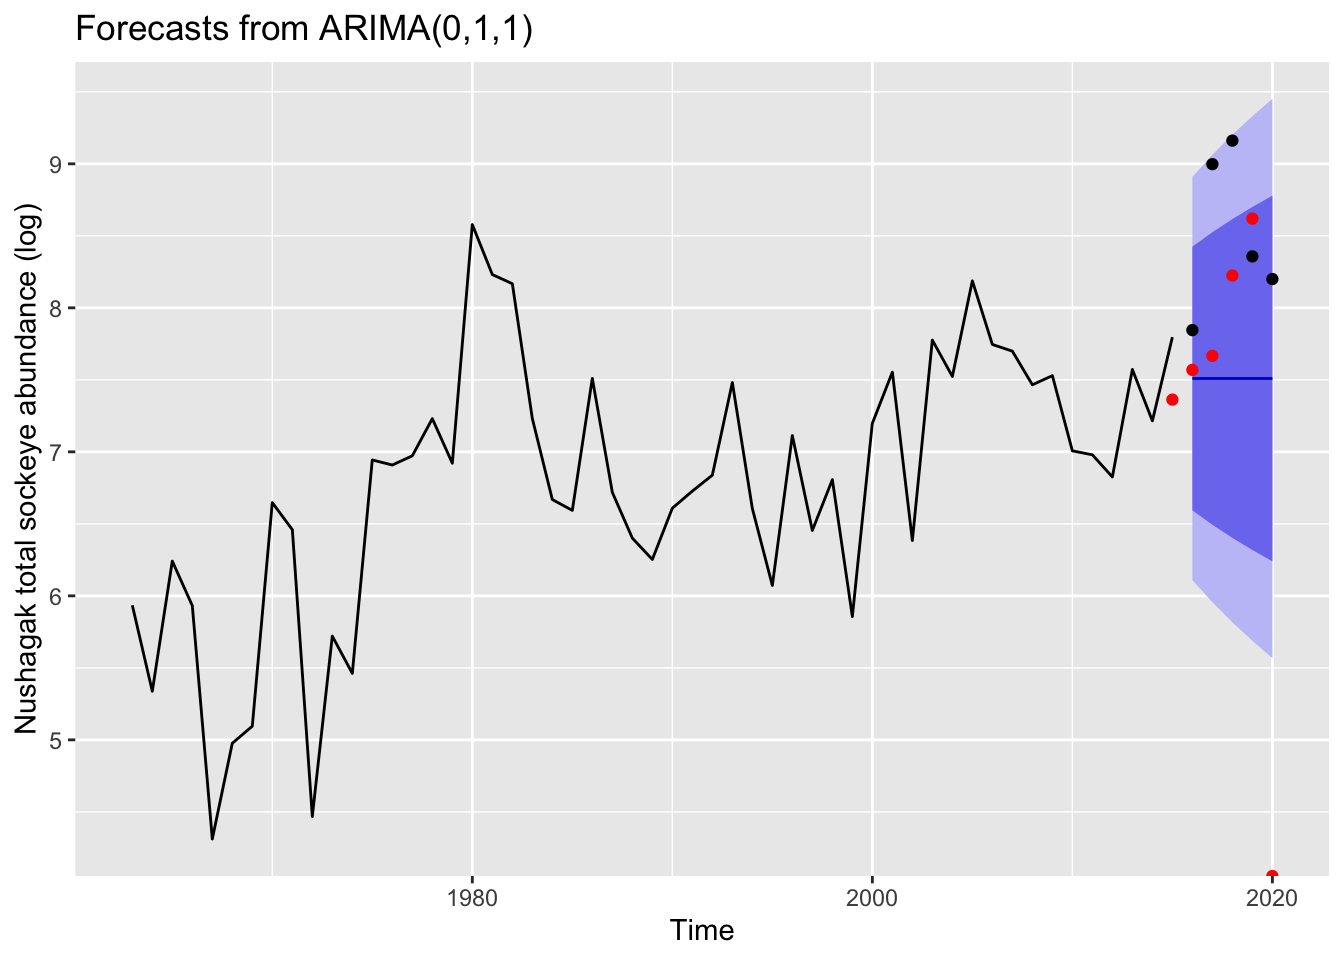 Forecasts from ARIMA(0,1,1)
Nushagak total sockeye abundance (log)
9
8
7
6
5
1980
2000
2020
Time